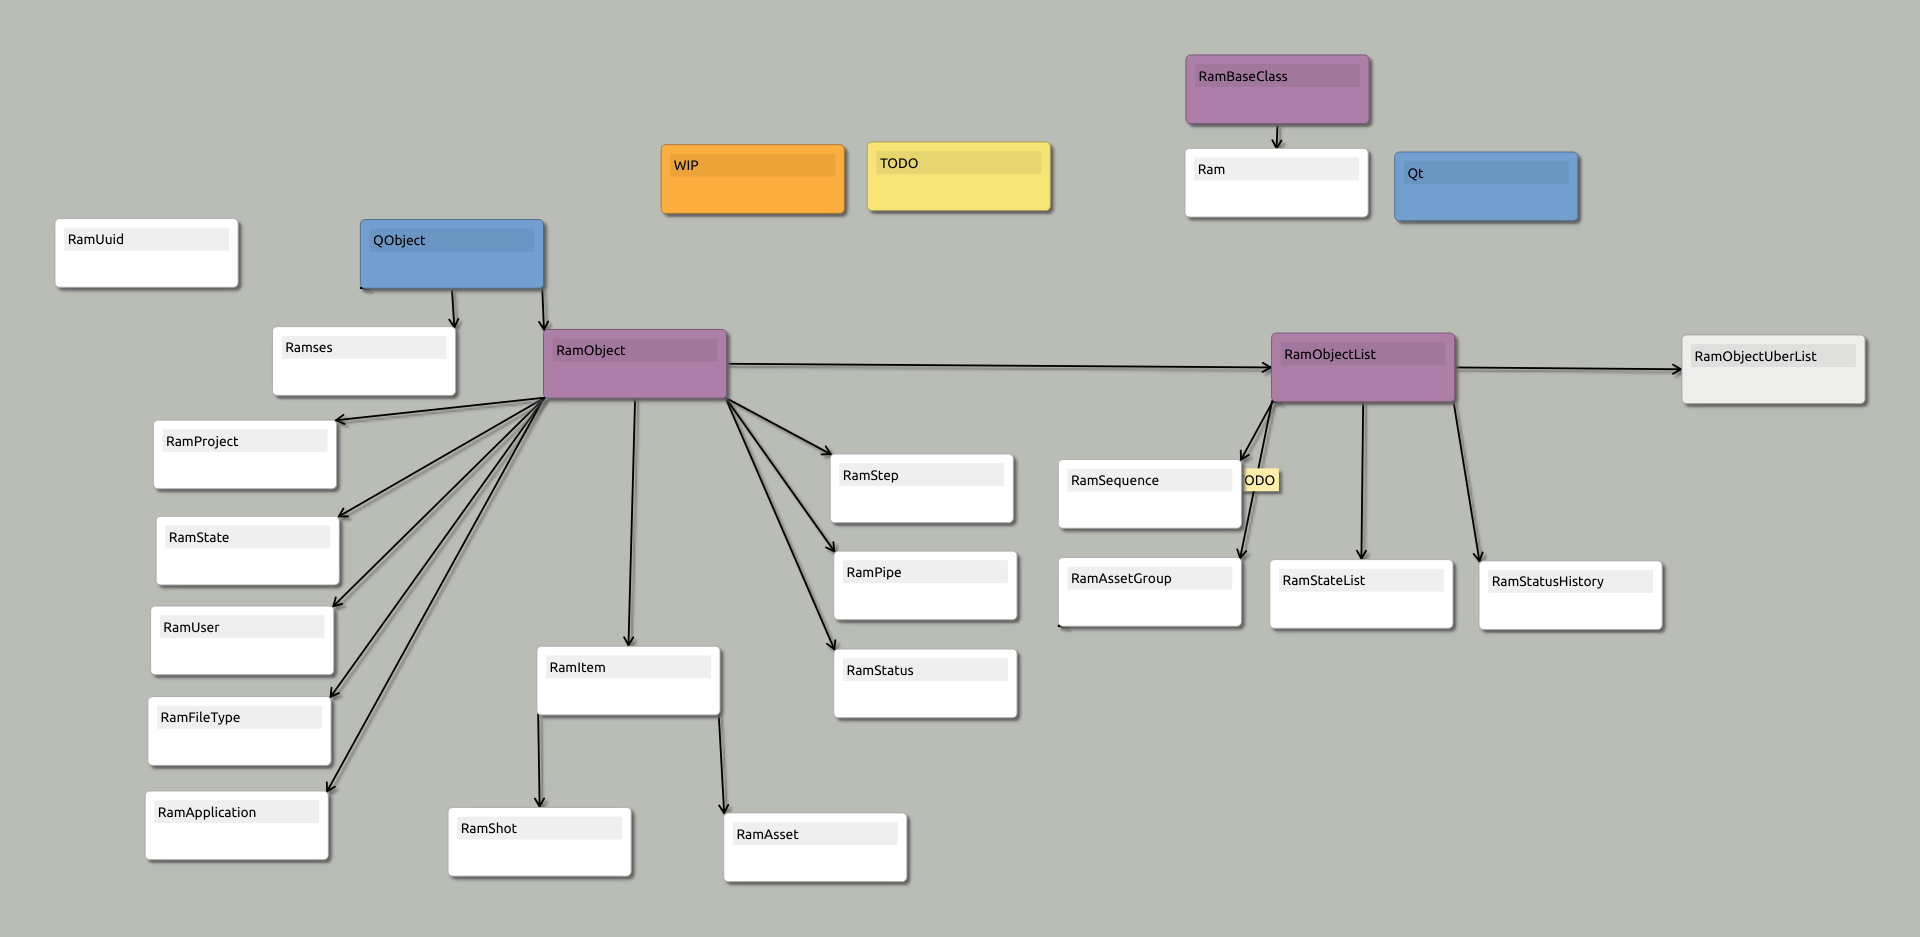 RamBaseClass
WIP
TODO
Ram
Qt
RamUuid
QObject
Ramses
RamObject
RamObjectList
RamObjectUberList
RamProject
RamStep
RamSequence
ODO
RamState
RamPipe
RamAssetGroup
RamStateList
RamStatusHistory
RamUser
RamItem
RamStatus
RamFileType
RamApplication
RamShot
RamAsset